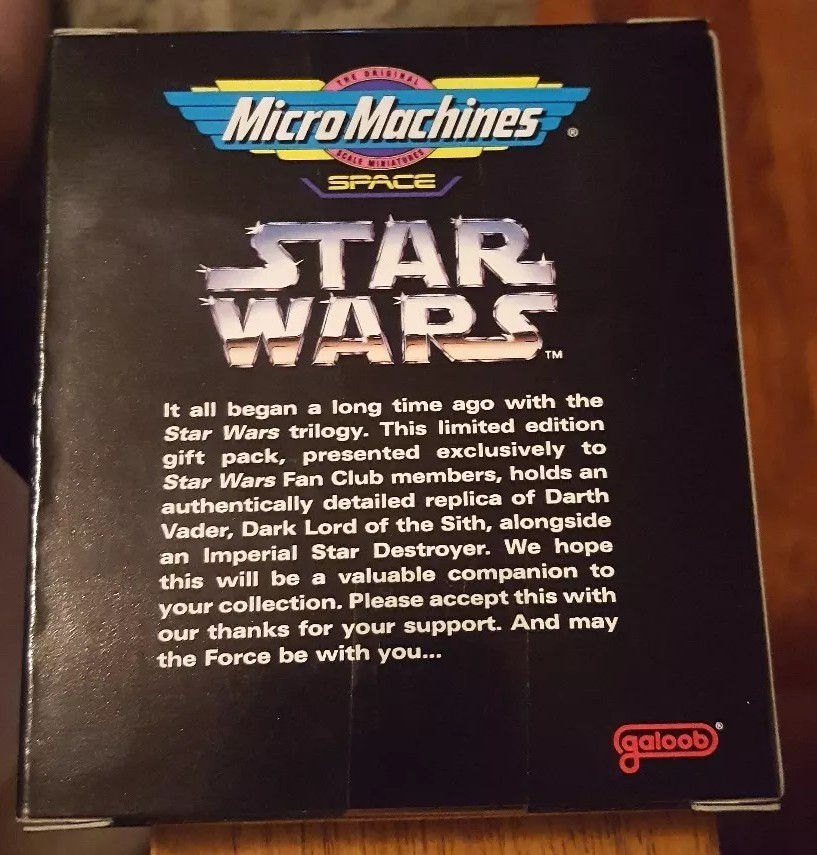 THE ORIGINAL
Micro Machines ®
SCALE MINIATURES
SPACE
STAR
WARS ™
It all began a long time ago with the
Star Wars trilogy. This limited edition
gift pack, presented exclusively to
Star Wars Fan Club members, holds an
authentically detailed replica of Darth
Vader, Dark Lord of the Sith, alongside
an Imperial Star Destroyer. We hope
this will be a valuable companion to
your collection. Please accept this with
our thanks for your support. And may
the Force be with you...
galoob ®